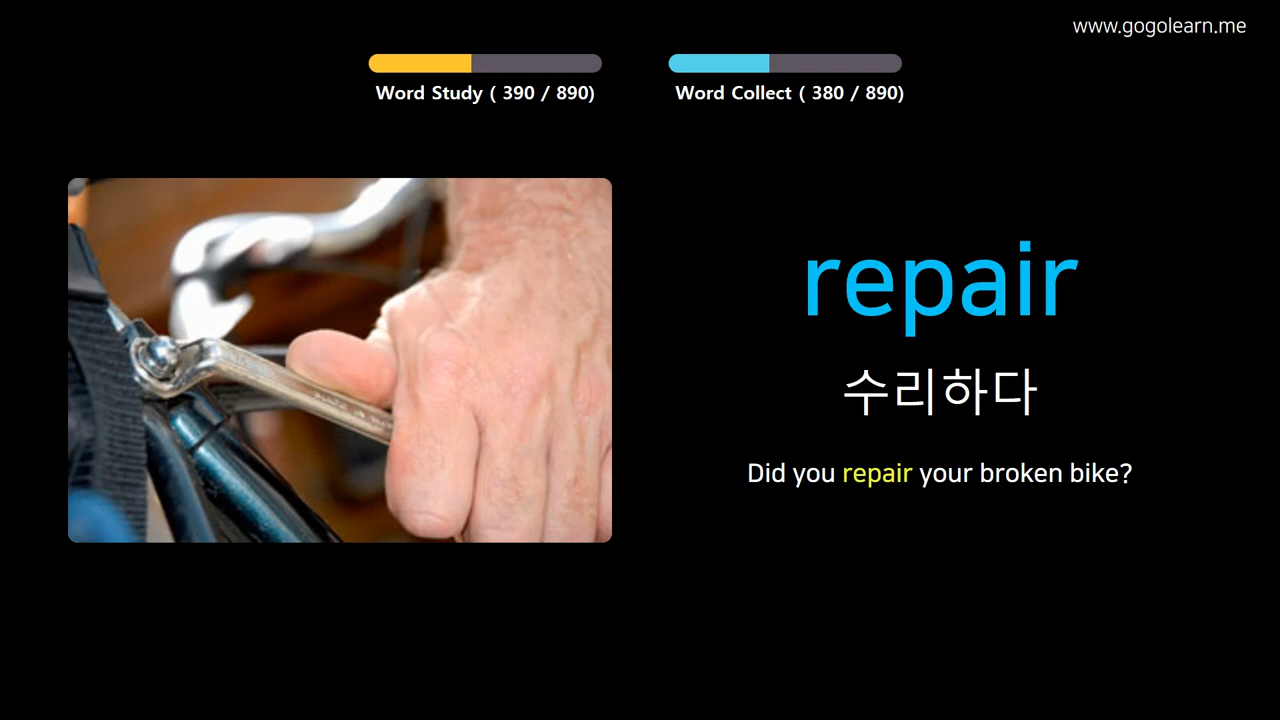 www.gogolearn.me
Word Study ( 390 / 890)
Word Collect ( 380 / 890)
repair
수리하다
Did you repair your broken bike?